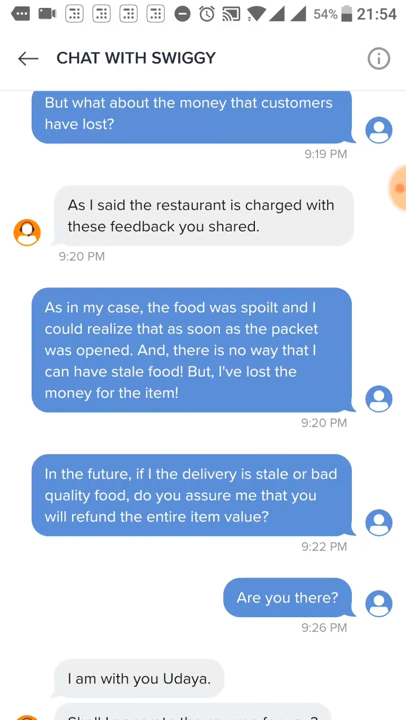 54% 21:54
CHAT WITH SWIGGY
But what about the money that customers
have lost?
9:19 PM
As I said the restaurant is charged with
these feedback you shared.
9:20 PM
As in my case, the food was spoilt and I
could realize that as soon as the packet
was opened. And, there is no way that I
can have stale food! But, I've lost the
money for the item!
9:20 PM
In the future, if I the delivery is stale or bad
quality food, do you assure me that you
will refund the entire item value?
9:22 PM
Are you there?
9:26 PM
I am with you Udaya.